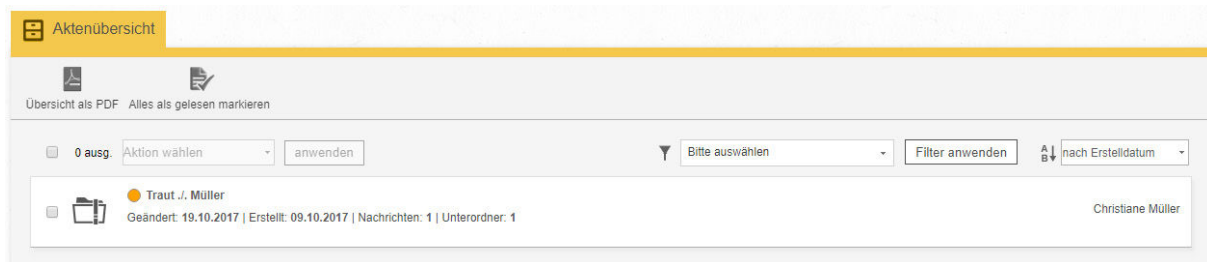 Aktenübersicht
Übersicht als PDF Alles als gelesen markieren
0 ausg. Aktion wählen anwenden Bitte auswählen Filter anwenden A B nach Erstelldatum
Traut ./. Müller
Geändert: 19.10.2017 | Erstellt: 09.10.2017 | Nachrichten: 1 | Unterordner: 1
Christiane Müller